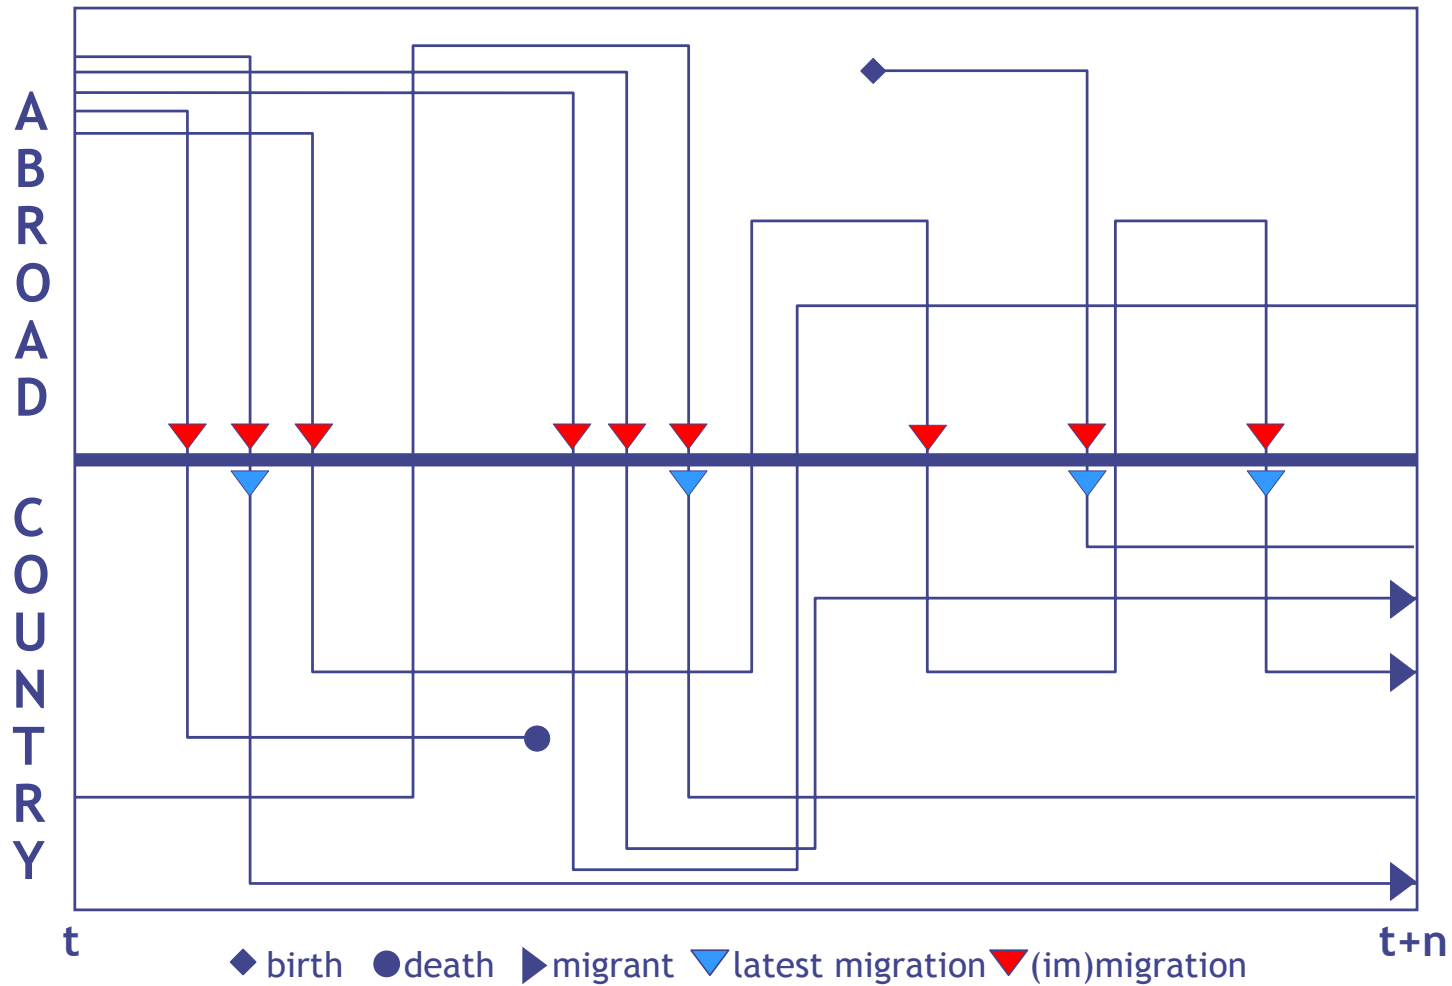 ABROAD
COUNTRY
t
t+n
birth death migrant latest migration (im)migration